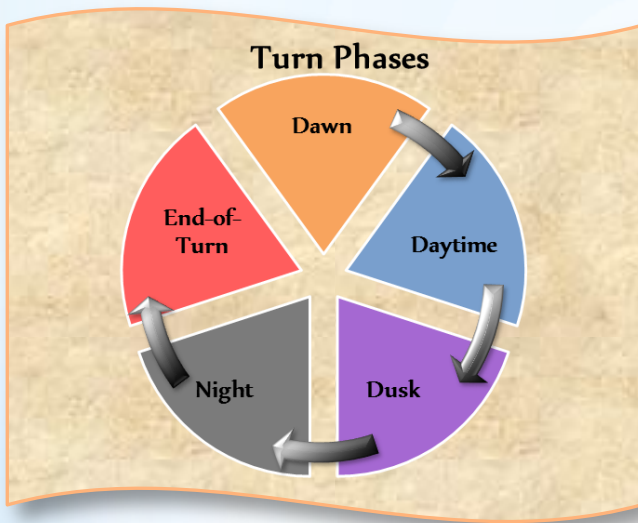 Turn Phases
Dawn
Daytime
Dusk
Night
End-of-
Turn